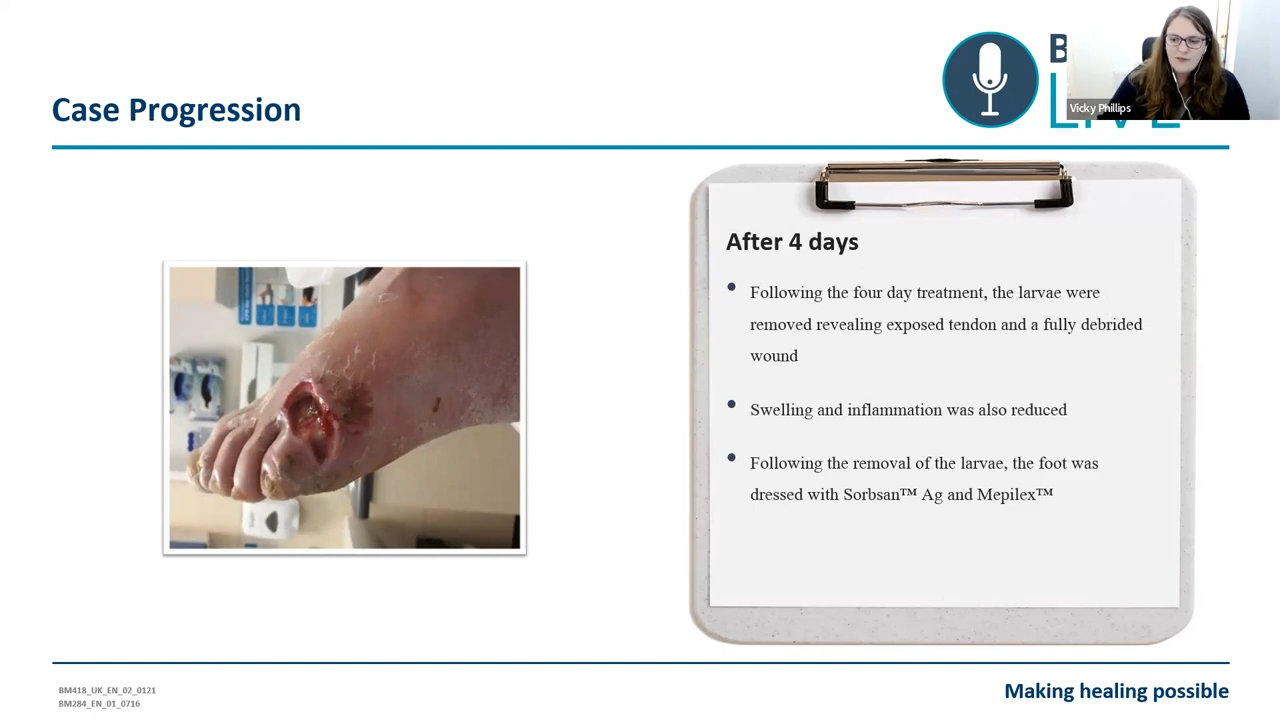 Case Progression
B
LIVE
Vicky Phillips
After 4 days
Following the four day treatment, the larvae were
removed revealing exposed tendon and a fully debrided
wound
Swelling and inflammation was also reduced
Following the removal of the larvae, the foot was
dressed with Sorbsan™ Ag and Mepilex™
BM418_UK_EN_02_0121
BM284_EN_01_0716
Making healing possible